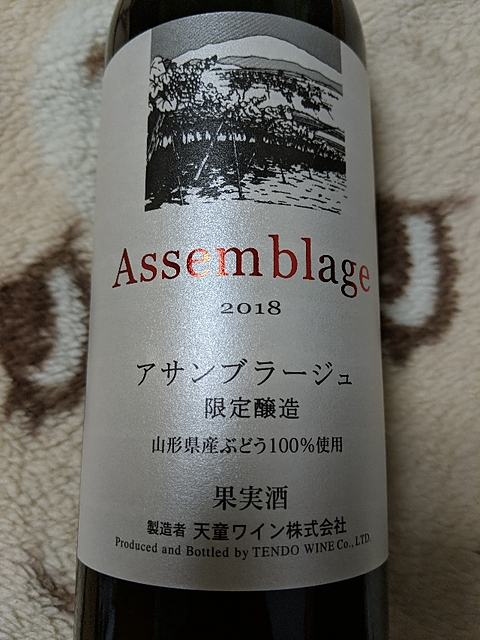 Assemblage
2018
アサンブラージュ
限定醸造
山形県産ぶどう100%使用
果実酒
製造者 天童ワイン株式会社
Produced and Bottled by TENDO WINE Co., LTD.